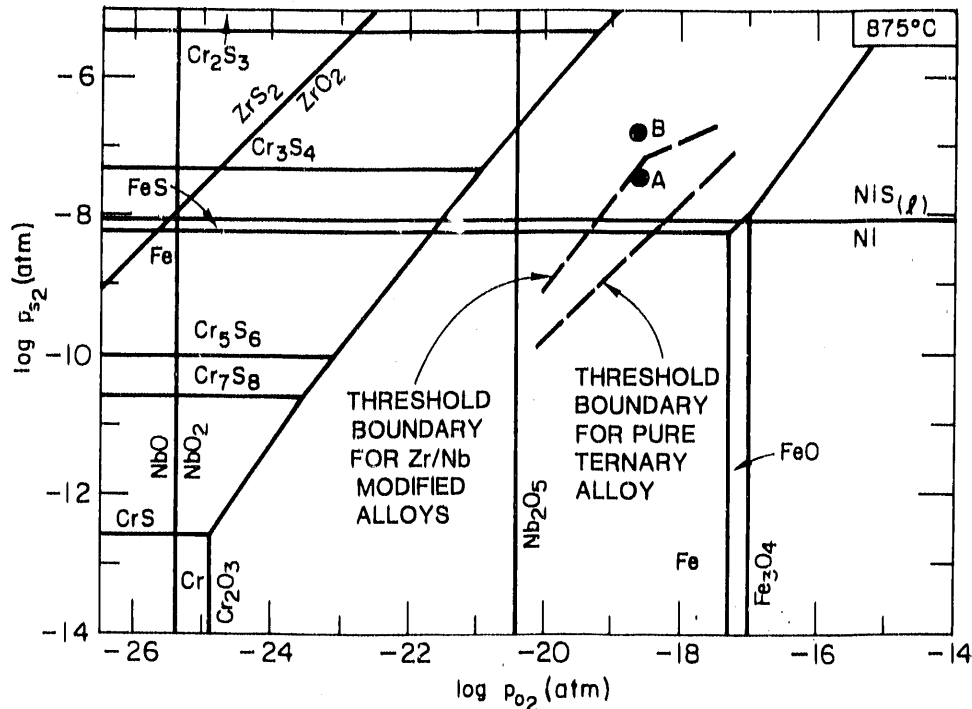 875°C
Cr2S3
-6
ZrS2
ZrO2
B
Cr3S4
A
FeS
-8
NiS(l)
Ni
Fe
log pS2 (atm)
-10
Cr5S6
Cr7S8
THRESHOLD
BOUNDARY
FOR Zr/Nb
MODIFIED
ALLOYS
THRESHOLD
BOUNDARY
FOR PURE
TERNARY
ALLOY
FeO
NbO
NbO2
Nb2O5
-12
CrS
Cr
Cr2O3
Fe
Fe3O4
-14
-26
-24
-22
-20
-18
-16
-14
log pO2 (atm)